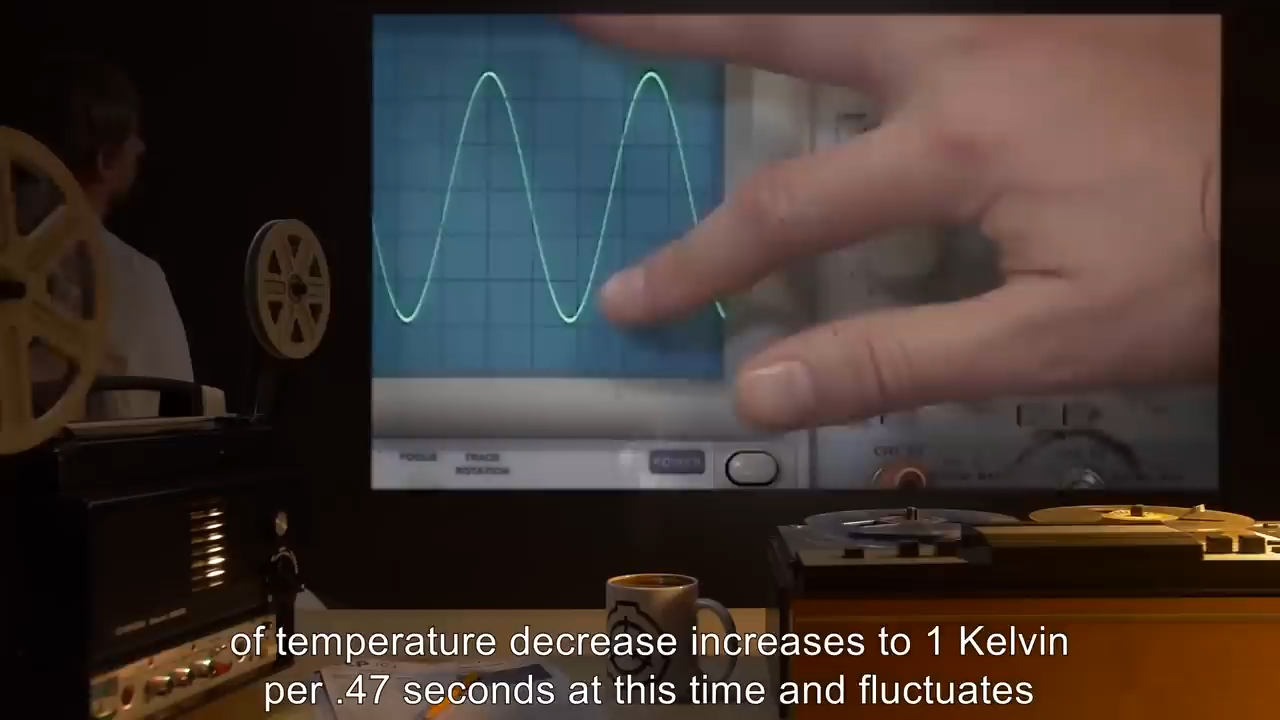 FOCUS
TRACE
ROTATION
POWER
of temperature decrease increases to 1 Kelvin
per .47 seconds at this time and fluctuates